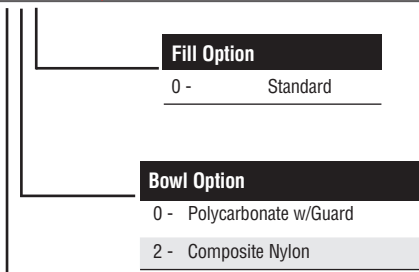 Fill Option
0 - Standard
Bowl Option
0 - Polycarbonate w/Guard
2 - Composite Nylon